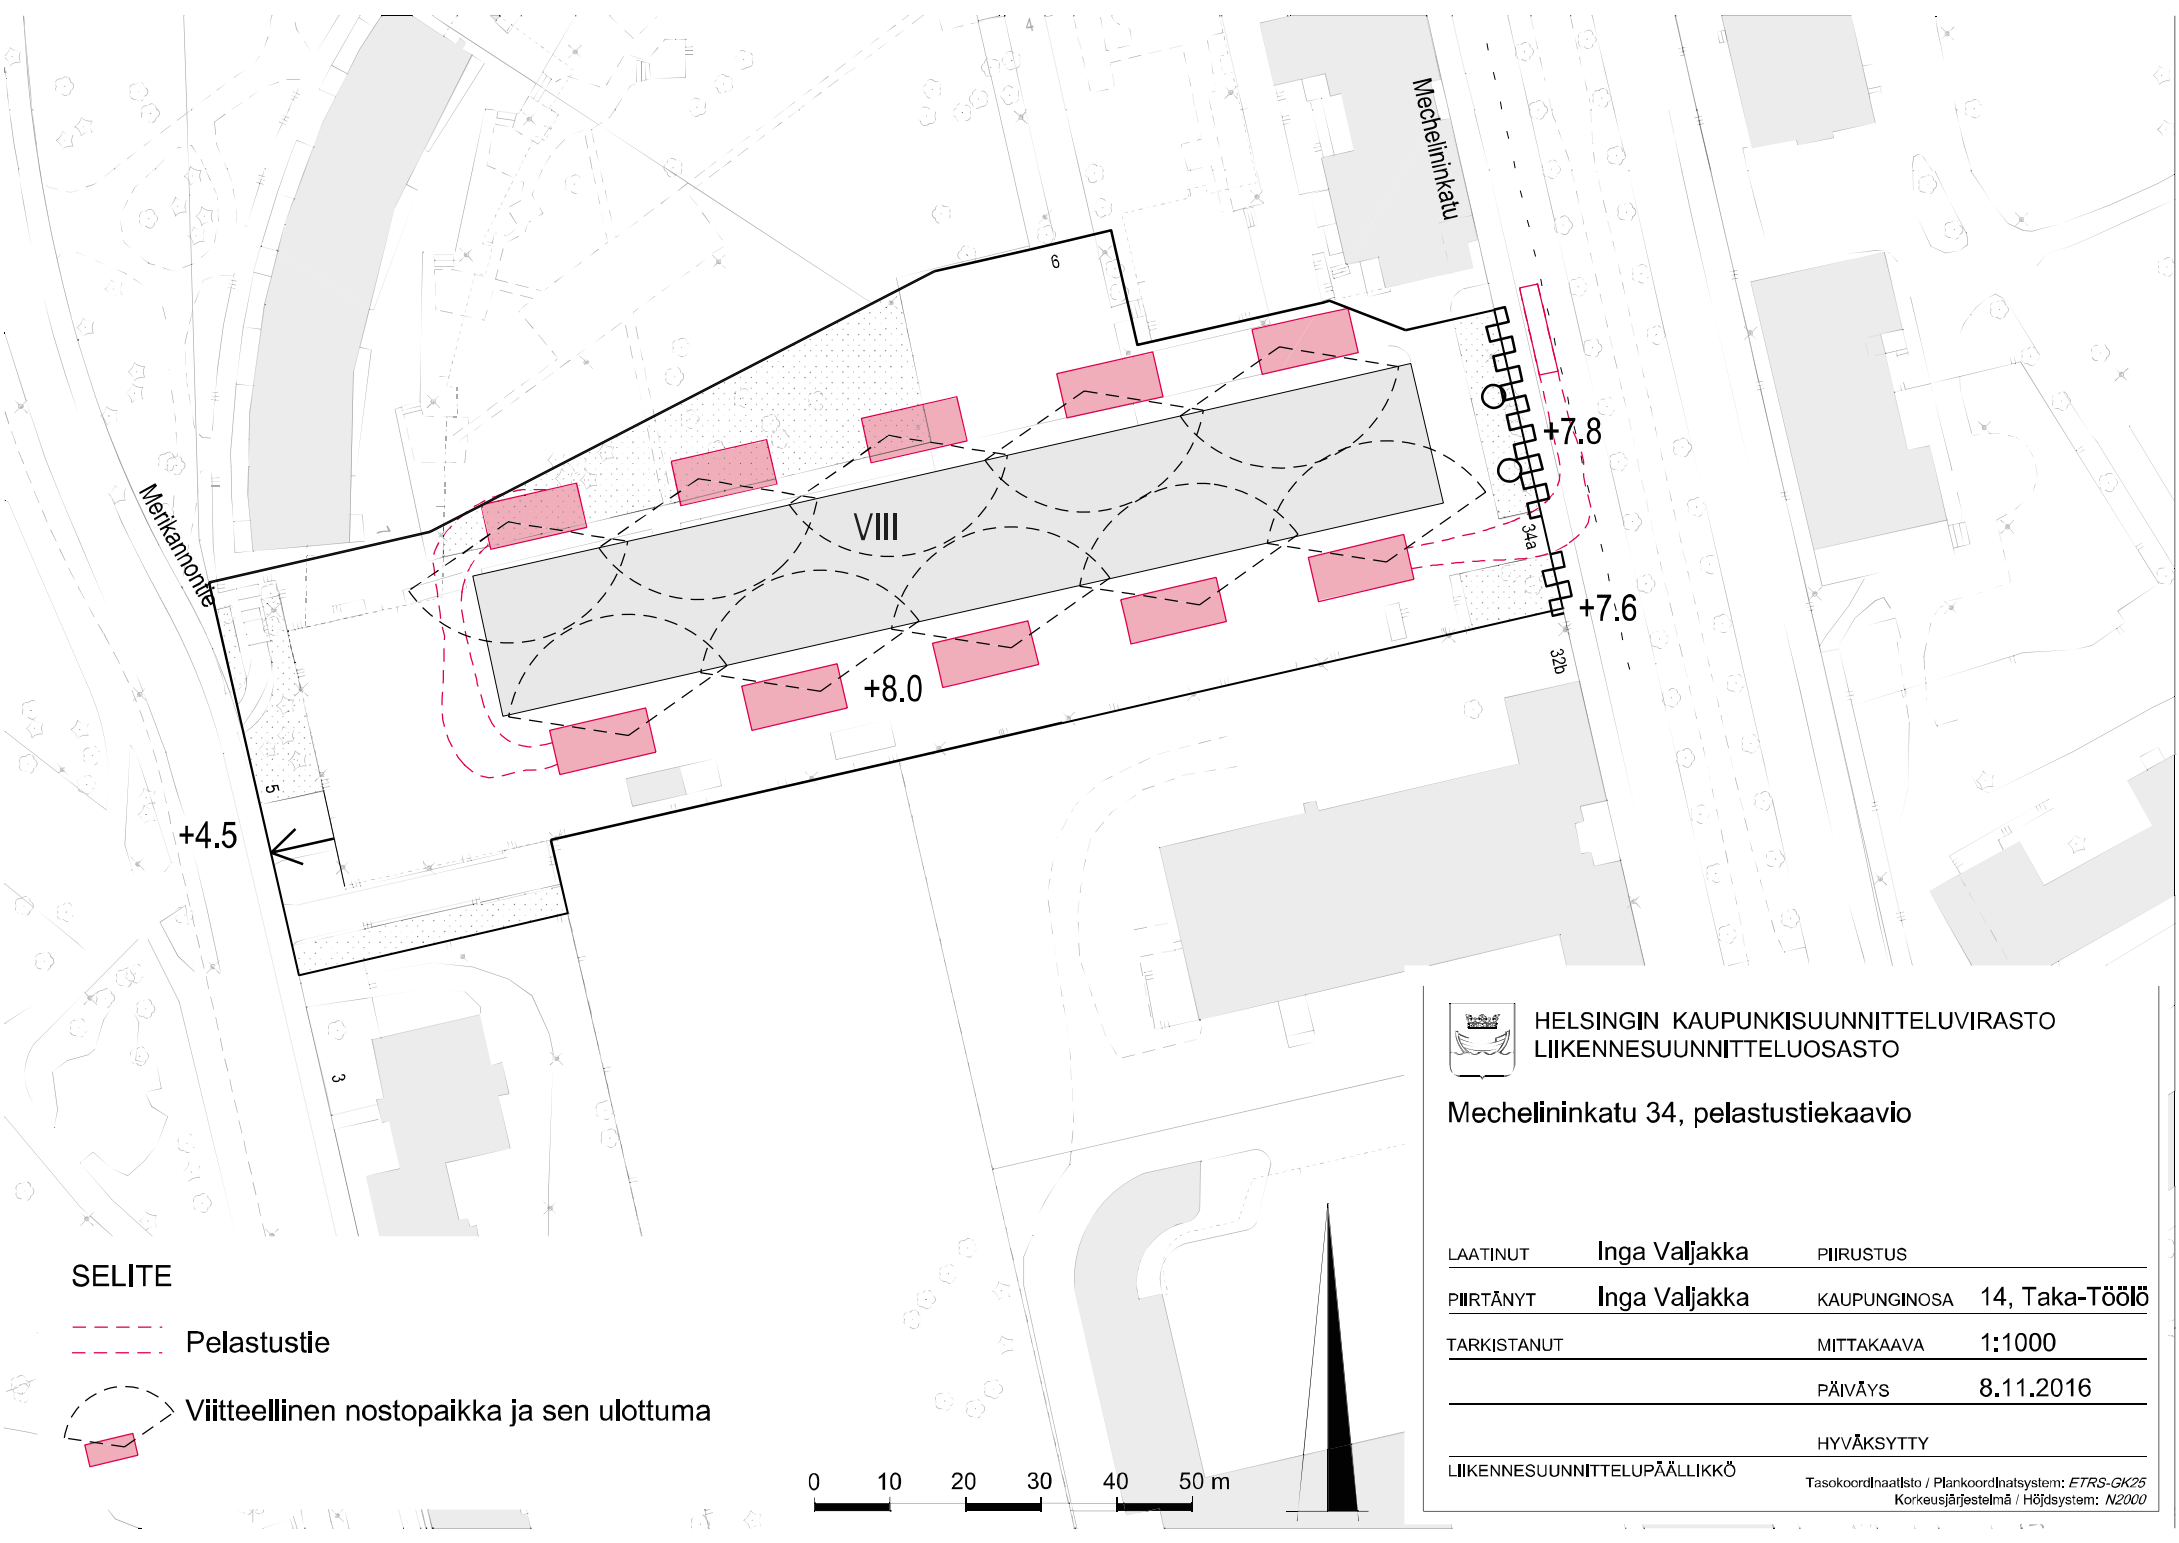 4
Mechelininkatu
6
Merikannontie
7
VIII
+7.8
34a
+7.6
32b
+8.0
5
+4.5
3
HELSINGIN KAUPUNKISUUNNITTELUVIRASTO
LIIKENNESUUNNITTELUOSASTO
Mechelininkatu 34, pelastustiekaavio
LAATINUT Inga Valjakka PIIRUSTUS
PIIRTÄNYT Inga Valjakka KAUPUNGINOSA 14, Taka-Töölö
TARKISTANUT MITTAKAAVA 1:1000
PÄIVÄYS 8.11.2016
HYVÄKSYTTY
LIIKENNESUUNNITTELUPÄÄLLIKKÖ
Tasokoordinaatisto / Plankoordinatsystem: ETRS-GK25
Korkeusjärjestelmä / Höjdsystem: N2000
SELITE
Pelastustie
Viitteellinen nostopaikka ja sen ulottuma
0 10 20 30 40 50 m